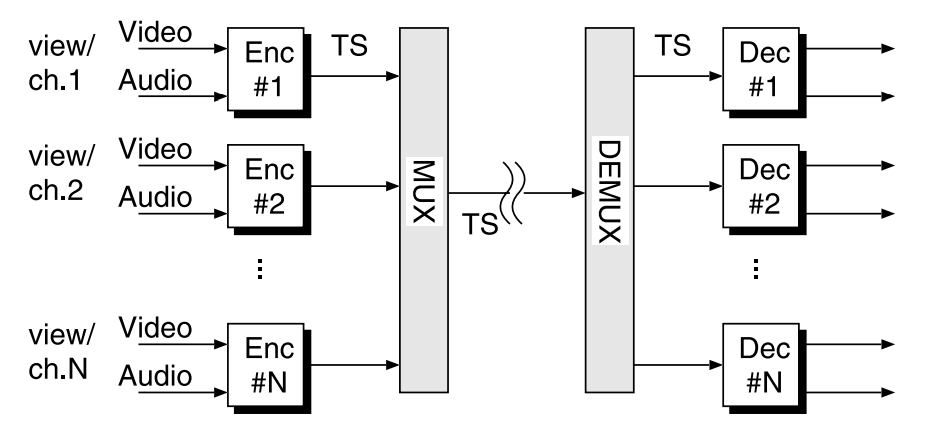 view/
ch.1
Video
Audio
Enc
#1
TS
TS
Dec
#1
view/
ch.2
Video
Audio
Enc
#2
MUX
TS
DEMUX
Dec
#2
...
...
view/
ch.N
Video
Audio
Enc
#N
Dec
#N